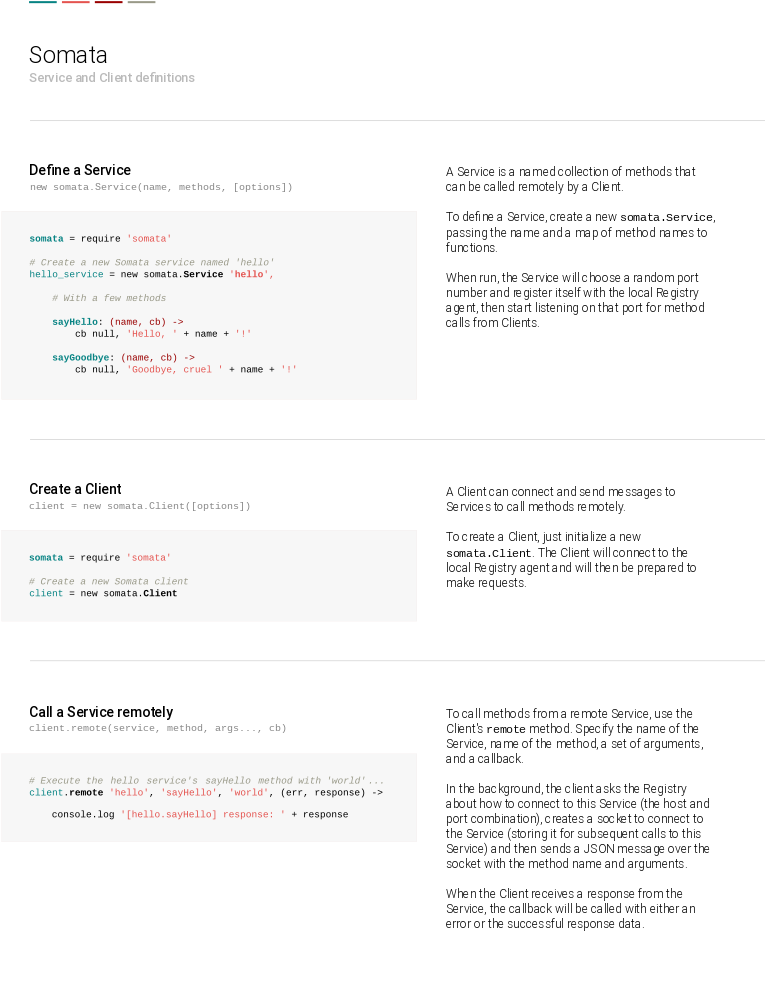 Somata
Service and Client definitions
Define a Service
new somata.Service(name, methods, [options])
somata = require 'somata'
# Create a new Somata service named 'hello'
hello_service = new somata.Service 'hello',
# With a few methods
sayHello: (name, cb) ->
cb null, 'Hello, ' + name + '!'
sayGoodbye: (name, cb) ->
cb null, 'Goodbye, cruel ' + name + '!'
A Service is a named collection of methods that
can be called remotely by a Client.
To define a Service, create a new somata.Service,
passing the name and a map of method names to
functions.
When run, the Service will choose a random port
number and register itself with the local Registry
agent, then start listening on that port for method
calls from Clients.
Create a Client
client = new somata.Client([options])
somata = require 'somata'
# Create a new Somata client
client = new somata.Client
A Client can connect and send messages to
Services to call methods remotely.
To create a Client, just initialize a new
somata.Client. The Client will connect to the
local Registry agent and will then be prepared to
make requests.
Call a Service remotely
client.remote(service, method, args..., cb)
# Execute the hello service's sayHello method with 'world'...
client.remote 'hello', 'sayHello', 'world', (err, response) ->
console.log '[hello.sayHello] response: ' + response
To call methods from a remote Service, use the
Client's remote method. Specify the name of the
Service, name of the method, a set of arguments,
and a callback.
In the background, the client asks the Registry
about how to connect to this Service (the host and
port combination), creates a socket to connect to
the Service (storing it for subsequent calls to this
Service) and then sends a JSON message over the
socket with the method name and arguments.
When the Client receives a response from the
Service, the callback will be called with either an
error or the successful response data.